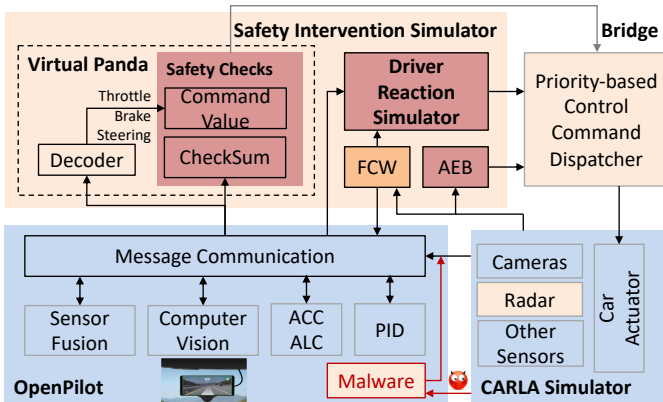 Safety Intervention Simulator
Bridge
Virtual Panda
Safety Checks
Throttle
Brake
Steering
Command
Value
Decoder
CheckSum
Driver
Reaction
Simulator
FCW
AEB
Priority-based
Control
Command
Dispatcher
Message Communication
Sensor
Fusion
Computer
Vision
ACC
ALC
PID
Cameras
Radar
Other
Sensors
Car
Actuator
Malware
OpenPilot
CARLA Simulator